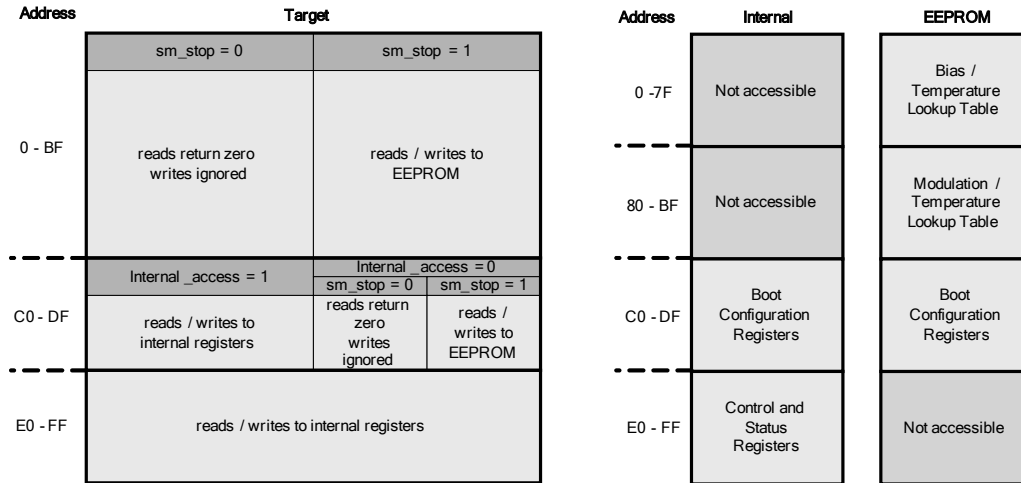 Address
Target
sm_stop = 0
sm_stop = 1
0 - BF
reads return zero
writes ignored
reads / writes to
EEPROM
Internal _access = 1
Internal _access = 0
sm_stop = 0
sm_stop = 1
C0 - DF
reads / writes to
internal registers
reads return
zero
writes
ignored
reads /
writes to
EEPROM
E0 - FF
reads / writes to internal registers
Address
Internal
EEPROM
0 -7F
Not accessible
Bias /
Temperature
Lookup Table
80 - BF
Not accessible
Modulation /
Temperature
Lookup Table
C0 - DF
Boot
Configuration
Registers
Boot
Configuration
Registers
E0 - FF
Control and
Status
Registers
Not accessible